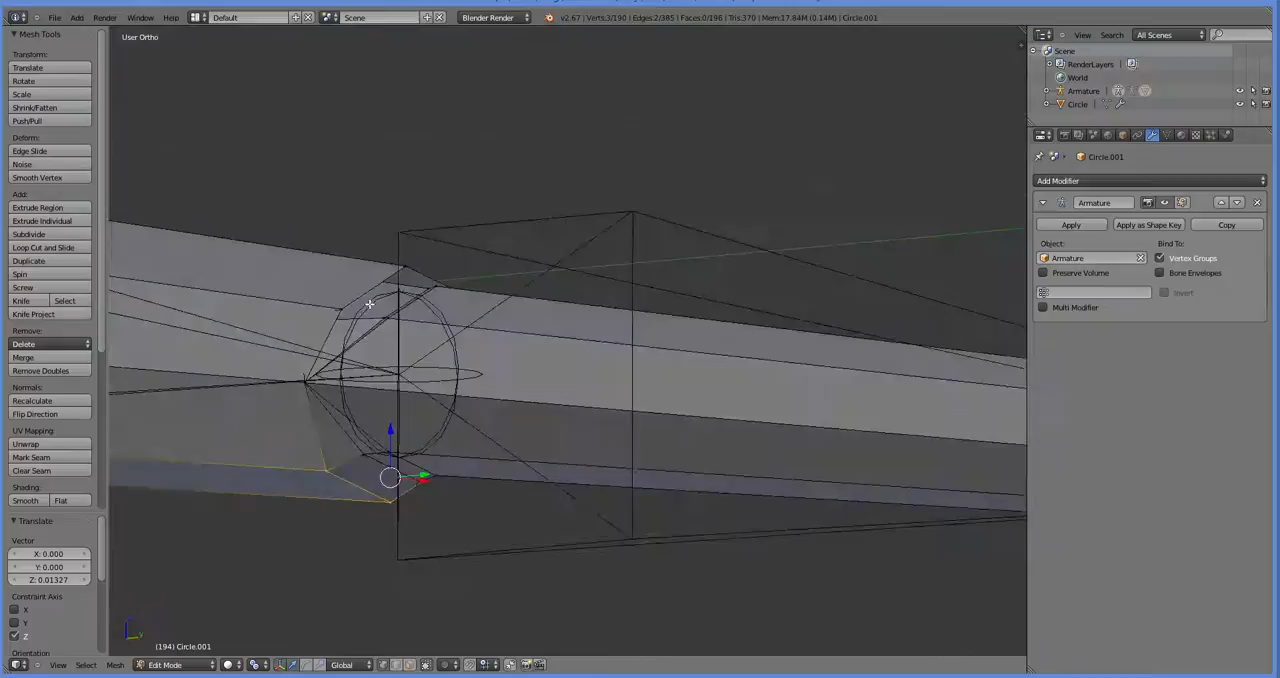 File Add Render Window Help Default Scene Blender Render v2.67 | Verts:3/190 | Edges:2/385 | Faces:0/196 | Tris:370 | Mem:17.84M (0.14M) | Circle.001
Mesh Tools
User Ortho
Transform:
Translate
Rotate
Scale
Shrink/Fatten
Push/Pull
Deform:
Edge Slide
Noise
Smooth Vertex
Add:
Extrude Region
Extrude Individual
Subdivide
Loop Cut and Slide
Duplicate
Spin
Screw
Knife Select
Knife Project
Remove:
Delete
Merge
Remove Doubles
Normals:
Recalculate
Flip Direction
UV Mapping:
Unwrap
Mark Seam
Clear Seam
Shading:
Smooth Flat
Translate
Vector
X: 0.000
Y: 0.000
Z: 0.01327
Constraint Axis
X
Y
Z
Orientation
(194) Circle.001
View Select Mesh Edit Mode Global
View Search All Scenes
Scene
RenderLayers
World
Armature
Circle
Circle.001
Add Modifier
Armature
Apply Apply as Shape Key Copy
Object: Bind To:
Armature Vertex Groups
Preserve Volume Bone Envelopes
Invert
Multi Modifier